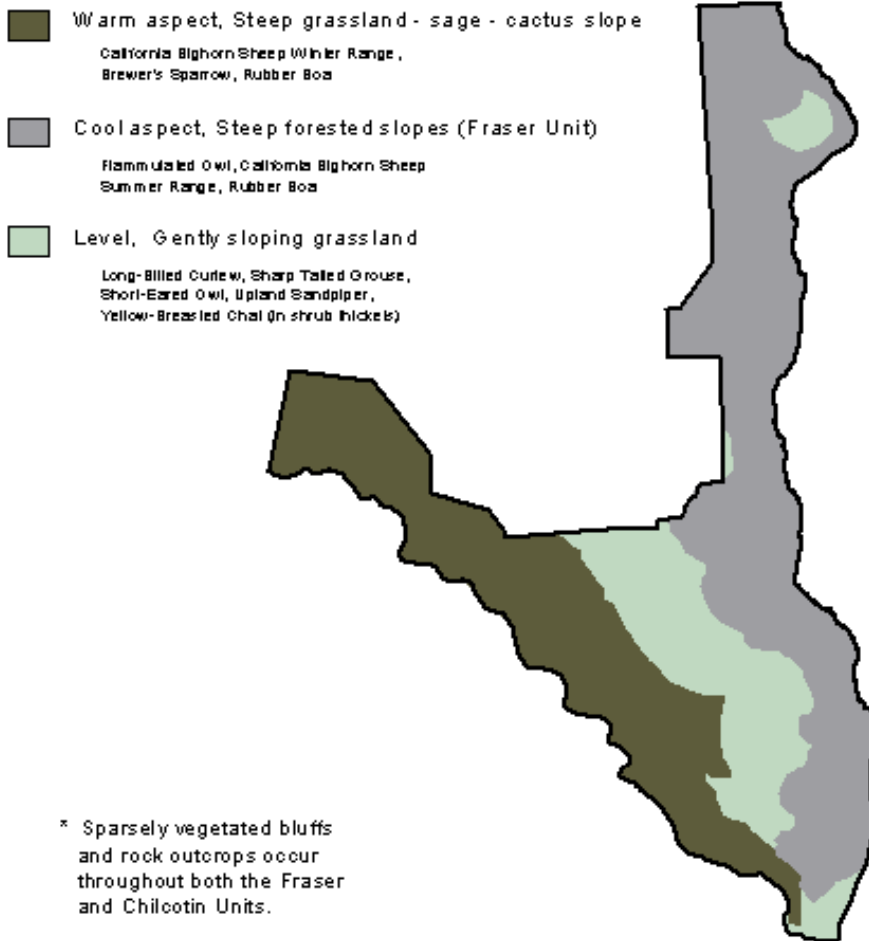 Warm aspect, Steep grassland - sage - cactus slope
California Bighorn Sheep Winter Range,
Brewer's Sparrow, Rubber Boa
Cool aspect, Steep forested slopes (Fraser Unit)
Flammulated Owl, California Bighorn Sheep
Summer Range, Rubber Boa
Level, Gently sloping grassland
Long-Billed Curlew, Sharp Tailed Grouse,
Short-Eared Owl, Upland Sandpiper,
Yellow-Breasted Chat (in shrub thickets)
* Sparsely vegetated bluffs
and rock outcrops occur
throughout both the Fraser
and Chilcotin Units.